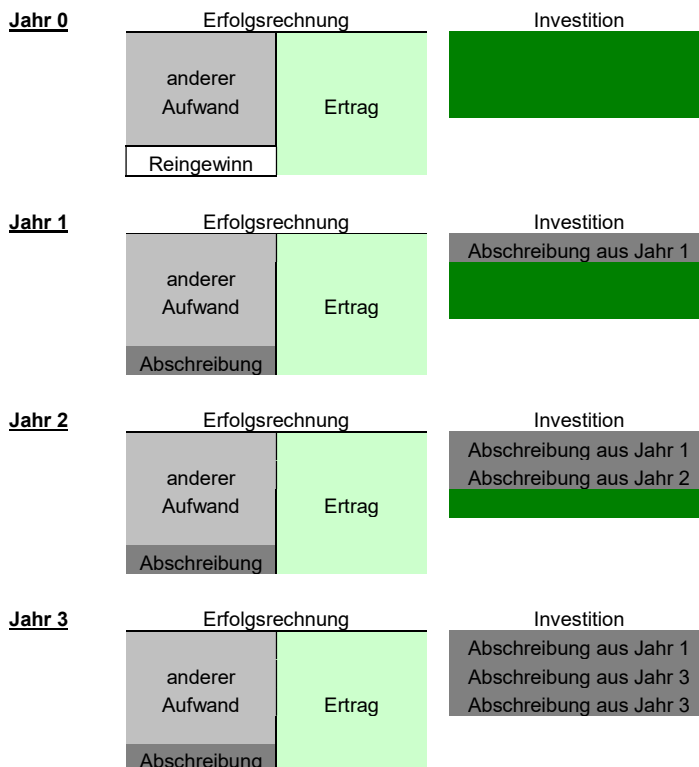 Jahr 0 Erfolgsrechnung Investition
anderer
Aufwand Ertrag
Reingewinn
Jahr 1 Erfolgsrechnung Investition
Abschreibung aus Jahr 1
anderer
Aufwand Ertrag
Abschreibung
Jahr 2 Erfolgsrechnung Investition
Abschreibung aus Jahr 1
anderer Abschreibung aus Jahr 2
Aufwand Ertrag
Abschreibung
Jahr 3 Erfolgsrechnung Investition
Abschreibung aus Jahr 1
anderer Abschreibung aus Jahr 3
Aufwand Ertrag Abschreibung aus Jahr 3
Abschreibung